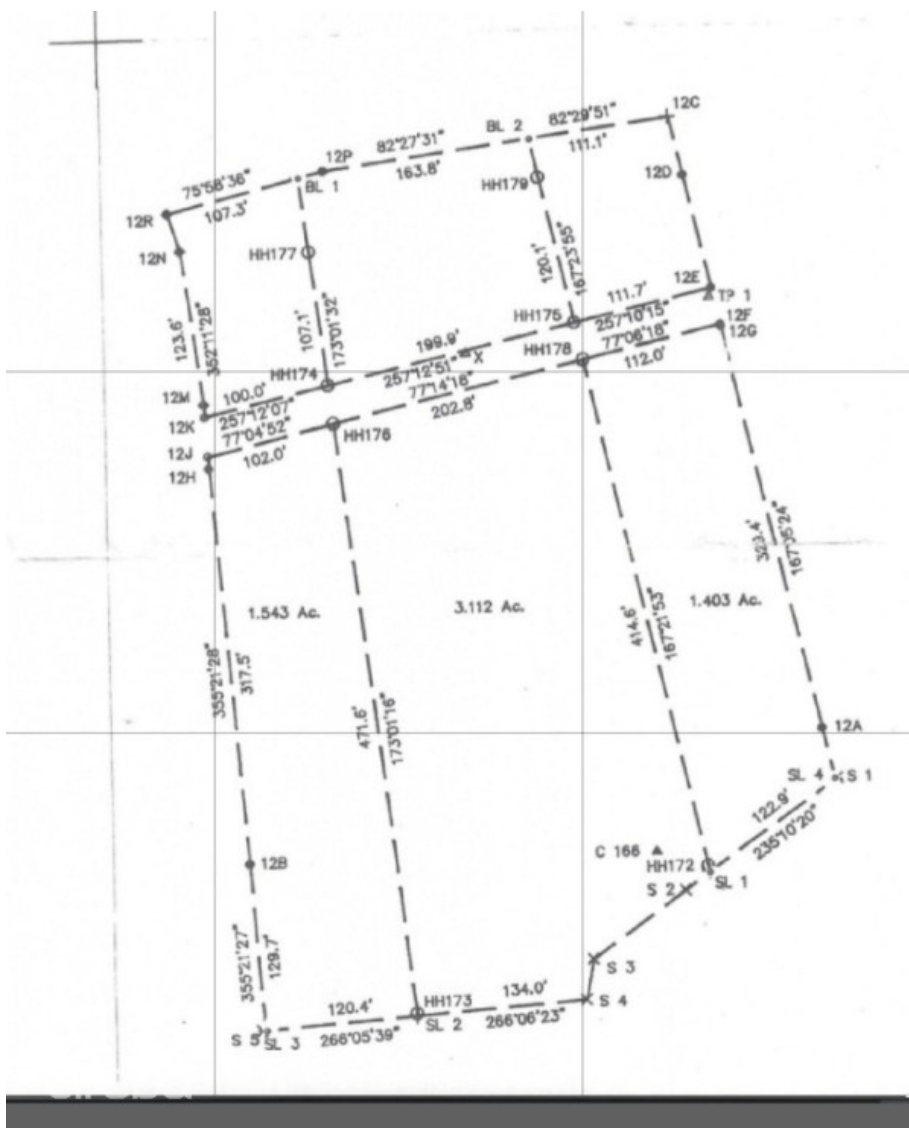 12C
82°29'51"
111.1'
BL 2
82°27'31"
163.8'
12P
75°58'36"
107.3'
BL 1
12D
HH179
12R
12N
HH177
120.1'
167°23'55"
12E
TP 1
111.7'
257°10'15"
HH175
12F
12G
77°06'18"
112.0'
HH178
123.6'
352°11'28"
107.1'
173°01'32"
199.9'
257°12'51"
X
77°14'18"
202.8'
HH174
12M
12K
100.0'
257°12'07"
77°04'52"
102.0'
HH176
12J
12H
323.4'
167°35'24"
1.543 Ac.
3.112 Ac.
1.403 Ac.
414.6'
167°21'53"
355°21'28"
317.5'
471.6'
173°01'16"
12A
SL 4
S 1
122.9'
235°10'20"
C 166
HH172
SL 1
S 2
12B
S 3
355°21'27"
129.7'
134.0'
HH173
S 4
266°06'23"
SL 2
120.4'
266°05'39"
S 5
SL 3